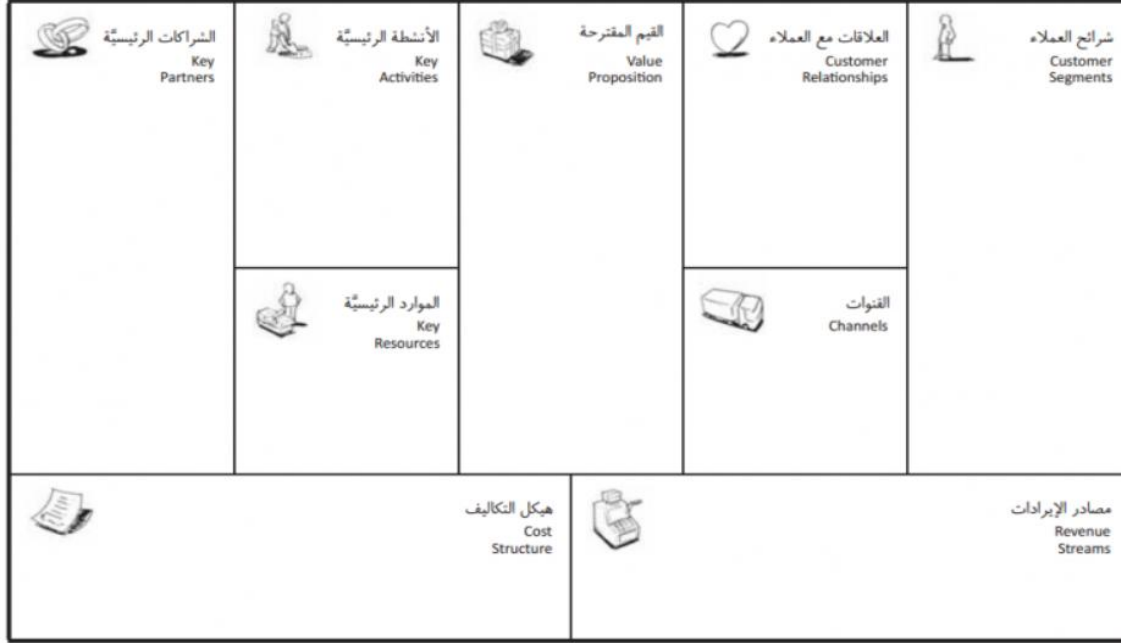 الشراكات الرئيسيَّة
Key
Partners
الأنشطة الرئيسيَّة
Key
Activities
القيم المقترحة
Value
Proposition
العلاقات مع العملاء
Customer
Relationships
شرائح العملاء
Customer
Segments
الموارد الرئيسيَّة
Key
Resources
القنوات
Channels
هيكل التكاليف
Cost
Structure
مصادر الإيرادات
Revenue
Streams